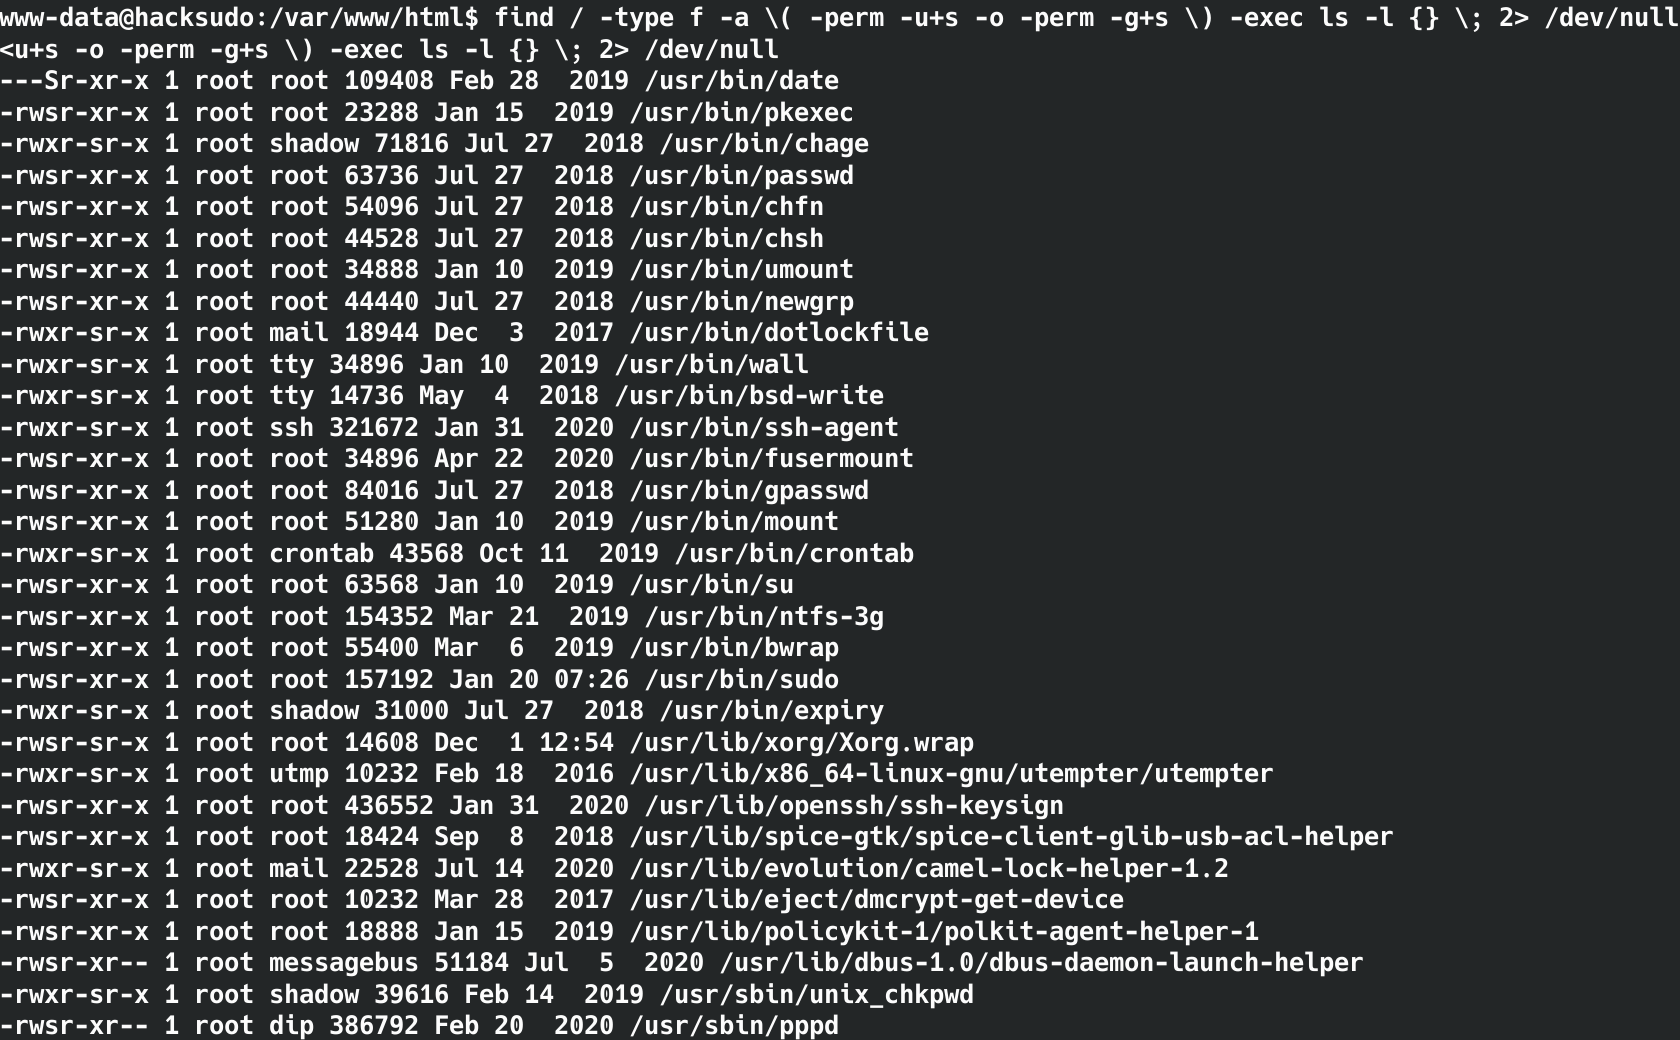 www-data@hacksudo:/var/www/html$ find / -type f -a \( -perm -u+s -o -perm -g+s \) -exec ls -l {} \; 2> /dev/null
<u+s -o -perm -g+s \) -exec ls -l {} \; 2> /dev/null
---Sr-xr-x 1 root root 109408 Feb 28  2019 /usr/bin/date
-rwsr-xr-x 1 root root 23288 Jan 15  2019 /usr/bin/pkexec
-rwxr-sr-x 1 root shadow 71816 Jul 27  2018 /usr/bin/chage
-rwsr-xr-x 1 root root 63736 Jul 27  2018 /usr/bin/passwd
-rwsr-xr-x 1 root root 54096 Jul 27  2018 /usr/bin/chfn
-rwsr-xr-x 1 root root 44528 Jul 27  2018 /usr/bin/chsh
-rwsr-xr-x 1 root root 34888 Jan 10  2019 /usr/bin/umount
-rwsr-xr-x 1 root root 44440 Jul 27  2018 /usr/bin/newgrp
-rwxr-sr-x 1 root mail 18944 Dec  3  2017 /usr/bin/dotlockfile
-rwxr-sr-x 1 root tty 34896 Jan 10  2019 /usr/bin/wall
-rwxr-sr-x 1 root tty 14736 May  4  2018 /usr/bin/bsd-write
-rwxr-sr-x 1 root ssh 321672 Jan 31  2020 /usr/bin/ssh-agent
-rwsr-xr-x 1 root root 34896 Apr 22  2020 /usr/bin/fusermount
-rwsr-xr-x 1 root root 84016 Jul 27  2018 /usr/bin/gpasswd
-rwsr-xr-x 1 root root 51280 Jan 10  2019 /usr/bin/mount
-rwxr-sr-x 1 root crontab 43568 Oct 11  2019 /usr/bin/crontab
-rwsr-xr-x 1 root root 63568 Jan 10  2019 /usr/bin/su
-rwsr-xr-x 1 root root 154352 Mar 21  2019 /usr/bin/ntfs-3g
-rwsr-xr-x 1 root root 55400 Mar  6  2019 /usr/bin/bwrap
-rwsr-xr-x 1 root root 157192 Jan 20 07:26 /usr/bin/sudo
-rwxr-sr-x 1 root shadow 31000 Jul 27  2018 /usr/bin/expiry
-rwsr-sr-x 1 root root 14608 Dec  1 12:54 /usr/lib/xorg/Xorg.wrap
-rwxr-sr-x 1 root utmp 10232 Feb 18  2016 /usr/lib/x86_64-linux-gnu/utempter/utempter
-rwsr-xr-x 1 root root 436552 Jan 31  2020 /usr/lib/openssh/ssh-keysign
-rwsr-xr-x 1 root root 18424 Sep  8  2018 /usr/lib/spice-gtk/spice-client-glib-usb-acl-helper
-rwxr-sr-x 1 root mail 22528 Jul 14  2020 /usr/lib/evolution/camel-lock-helper-1.2
-rwsr-xr-x 1 root root 10232 Mar 28  2017 /usr/lib/eject/dmcrypt-get-device
-rwsr-xr-x 1 root root 18888 Jan 15  2019 /usr/lib/policykit-1/polkit-agent-helper-1
-rwsr-xr-- 1 root messagebus 51184 Jul  5  2020 /usr/lib/dbus-1.0/dbus-daemon-launch-helper
-rwxr-sr-x 1 root shadow 39616 Feb 14  2019 /usr/sbin/unix_chkpwd
-rwsr-xr-- 1 root dip 386792 Feb 20  2020 /usr/sbin/pppd